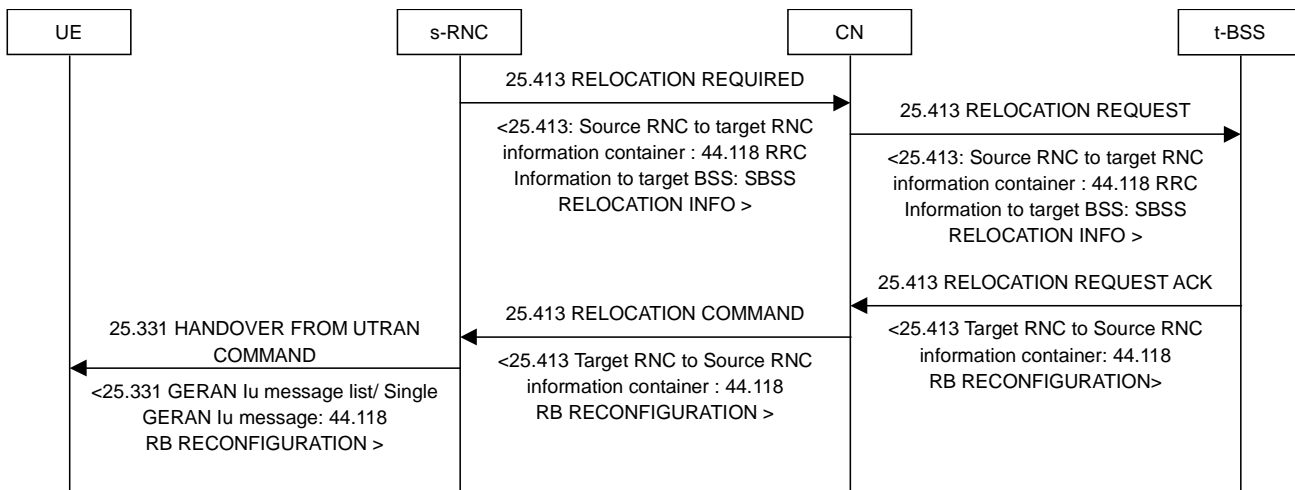 UE
s-RNC
CN
t-BSS
25.413 RELOCATION REQUIRED
<25.413: Source RNC to target RNC
information container : 44.118 RRC
Information to target BSS: SBSS
RELOCATION INFO >
25.413 RELOCATION REQUEST
<25.413: Source RNC to target RNC
information container : 44.118 RRC
Information to target BSS: SBSS
RELOCATION INFO >
25.413 RELOCATION REQUEST ACK
<25.413 Target RNC to Source RNC
information container: 44.118
RB RECONFIGURATION>
25.413 RELOCATION COMMAND
<25.413 Target RNC to Source RNC
information container : 44.118
RB RECONFIGURATION >
25.331 HANDOVER FROM UTRAN
COMMAND
<25.331 GERAN Iu message list/ Single
GERAN Iu message: 44.118
RB RECONFIGURATION >